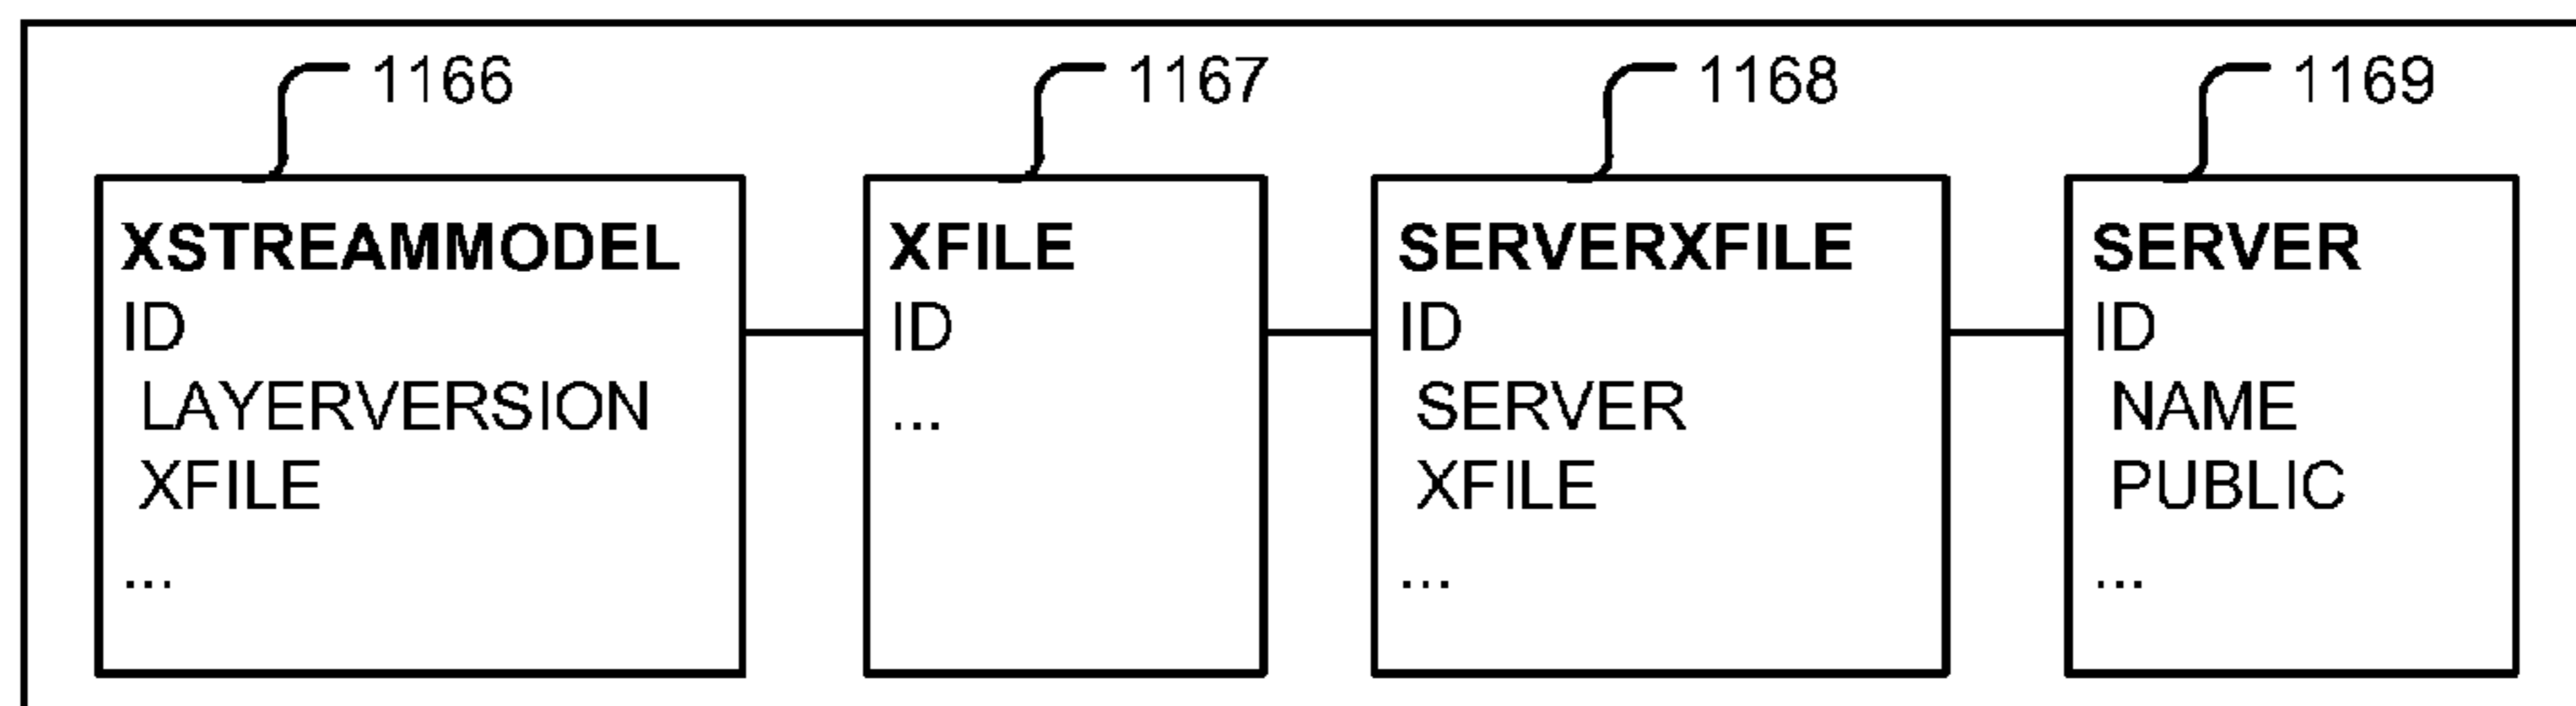 1166 1167 1168 1169
XSTREAMMODEL
ID
LAYERVERSION
XFILE
...
XFILE
ID
...
SERVERXFILE
ID
SERVER
XFILE
...
SERVER
ID
NAME
PUBLIC
...